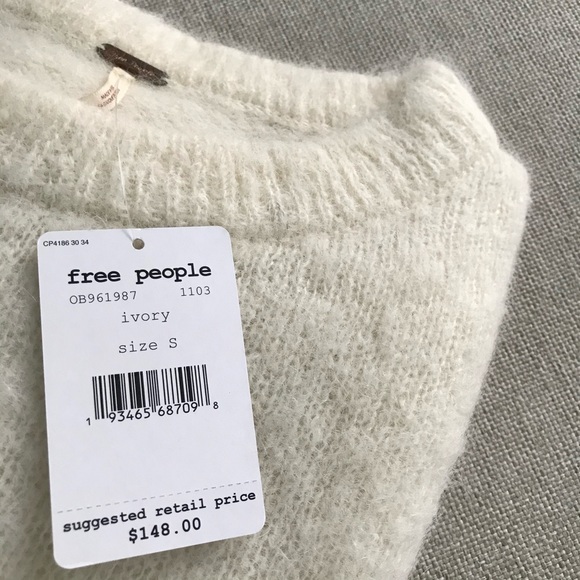 CP4186 30 34
free people
OB961987 1103
ivory
size S
1 93465 68709 8
suggested retail price
$148.00